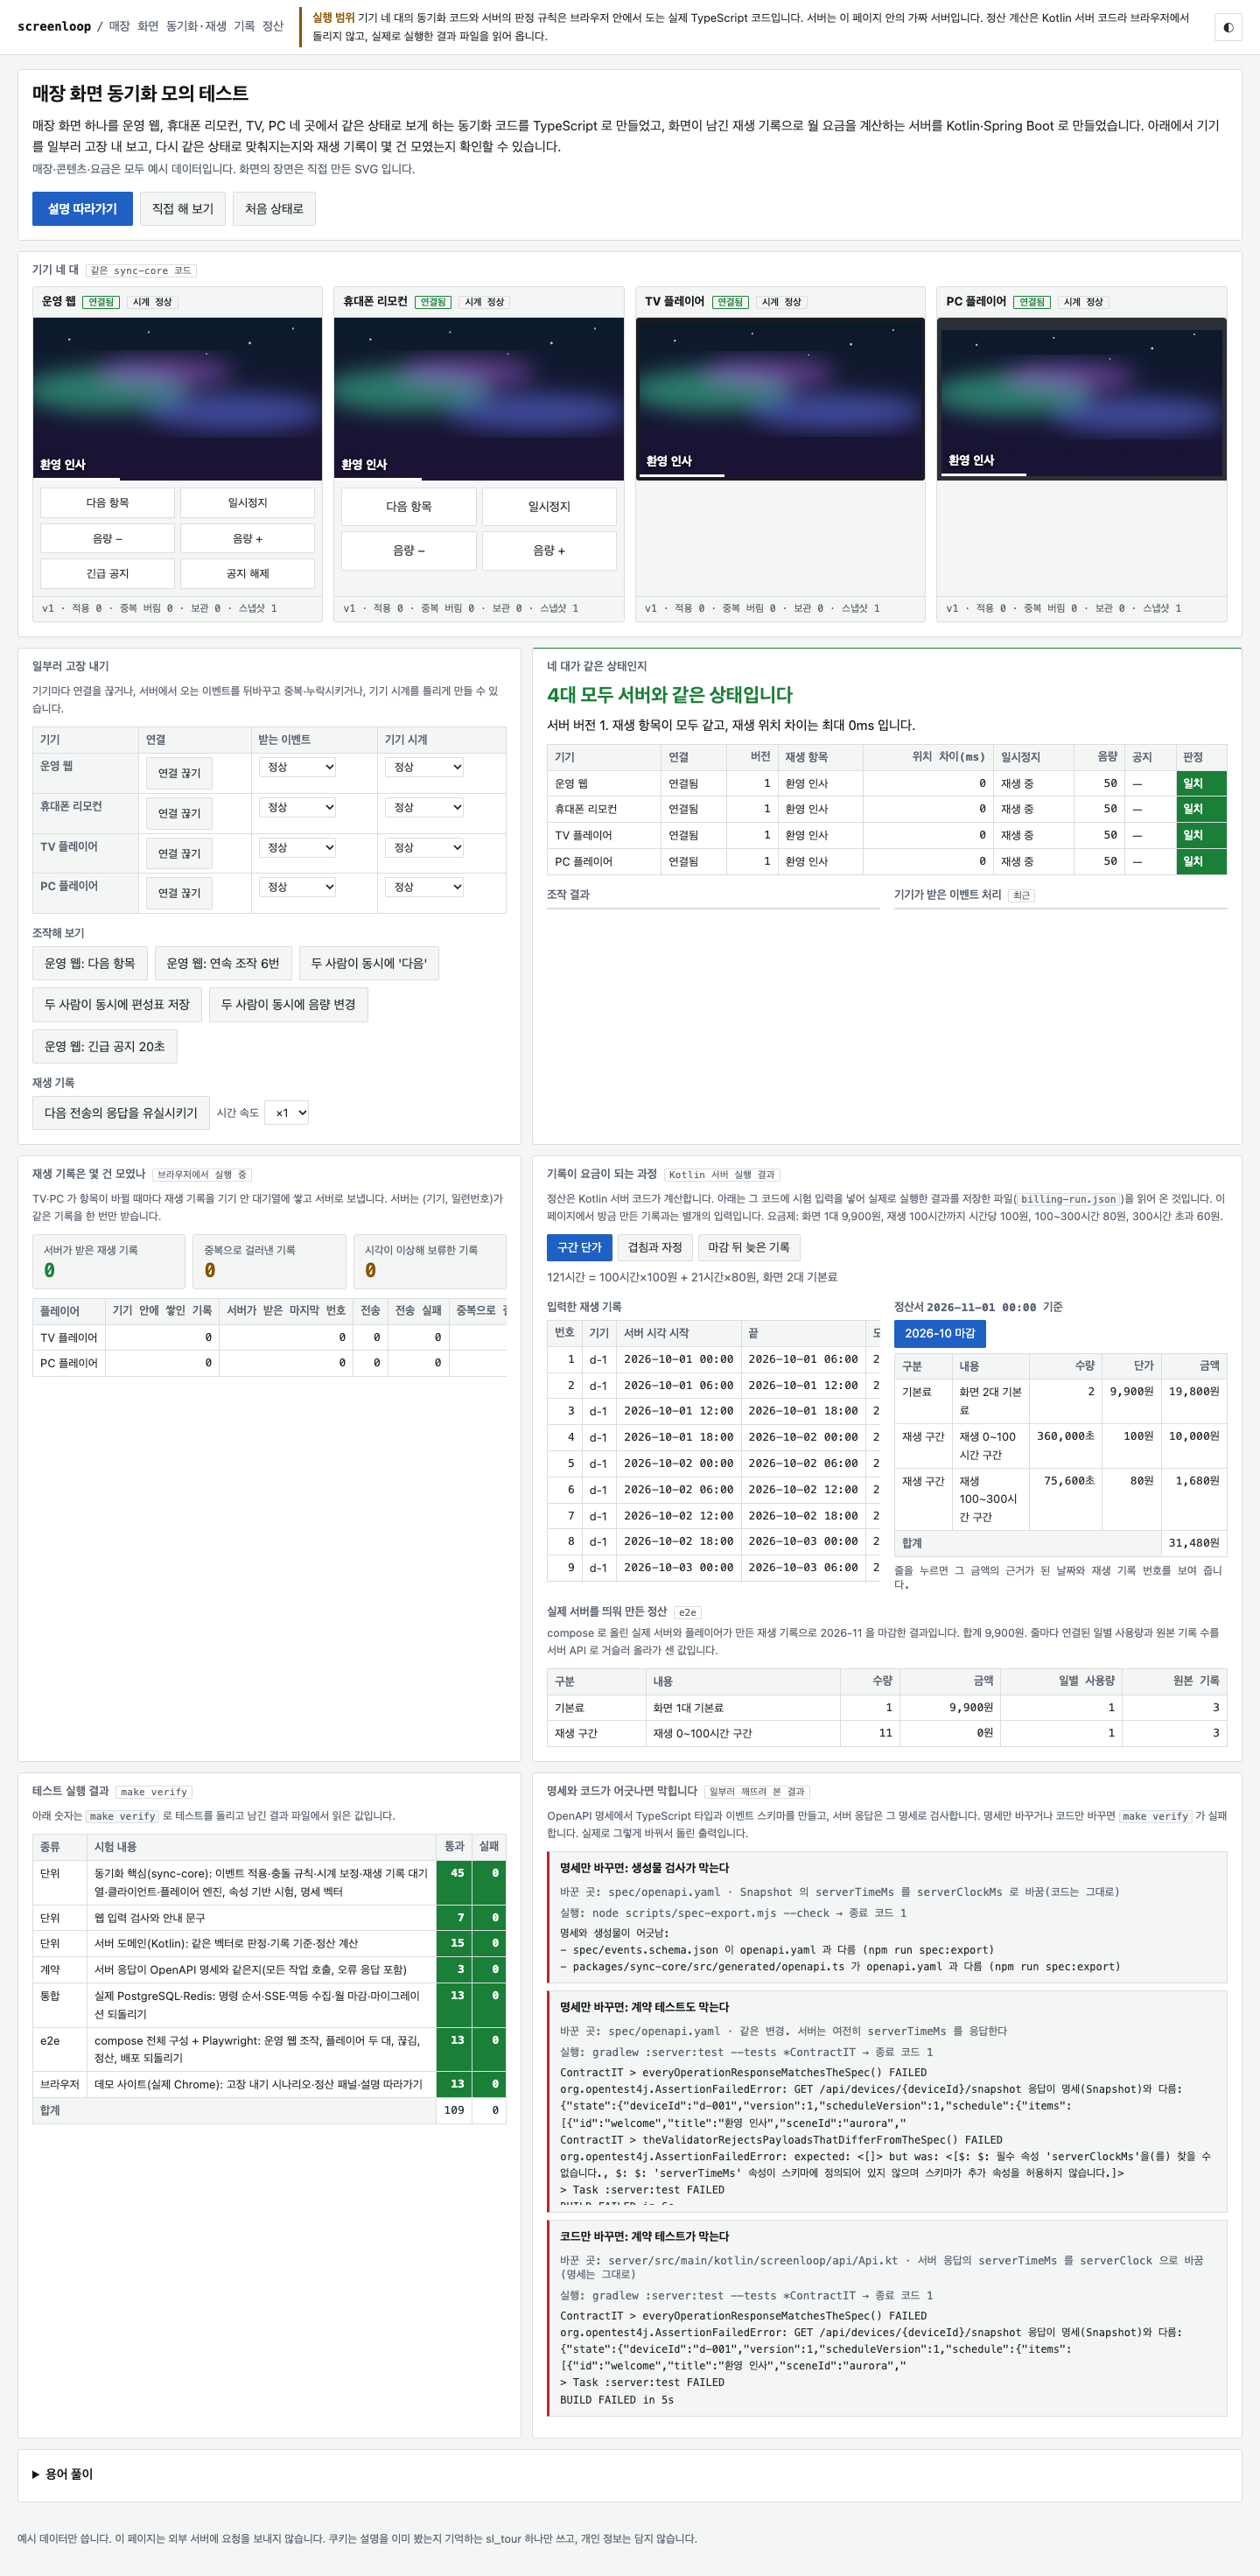 screenloop / 매장 화면 동기화·재생 기록 정산
실행 범위 기기 네 대의 동기화 코드와 서버의 판정 규칙은 브라우저 안에서 도는 실제 TypeScript 코드입니다. 서버는 이 페이지 안의 가짜 서버입니다. 정산 계산은 Kotlin 서버 코드라 브라우저에서
돌리지 않고, 실제로 실행한 결과 파일을 읽어 옵니다.
매장 화면 동기화 모의 테스트
매장 화면 하나를 운영 웹, 휴대폰 리모컨, TV, PC 네 곳에서 같은 상태로 보게 하는 동기화 코드를 TypeScript 로 만들었고, 화면이 남긴 재생 기록으로 월 요금을 계산하는 서버를 Kotlin·Spring Boot 로 만들었습니다. 아래에서 기기
를 일부러 고장 내 보고, 다시 같은 상태로 맞춰지는지와 재생 기록이 몇 건 모였는지 확인할 수 있습니다.
매장·콘텐츠·요금은 모두 예시 데이터입니다. 화면의 장면은 직접 만든 SVG 입니다.
설명 따라가기 직접 해 보기 처음 상태로
기기 네 대 같은 sync-core 코드
운영 웹 연결됨 시계 정상
환영 인사
다음 항목 일시정지
음량 − 음량 +
긴급 공지 공지 해제
v1 · 적용 0 · 중복 버림 0 · 보관 0 · 스냅샷 1
휴대폰 리모컨 연결됨 시계 정상
환영 인사
다음 항목 일시정지
음량 − 음량 +
v1 · 적용 0 · 중복 버림 0 · 보관 0 · 스냅샷 1
TV 플레이어 연결됨 시계 정상
환영 인사
v1 · 적용 0 · 중복 버림 0 · 보관 0 · 스냅샷 1
PC 플레이어 연결됨 시계 정상
환영 인사
v1 · 적용 0 · 중복 버림 0 · 보관 0 · 스냅샷 1
일부러 고장 내기
기기마다 연결을 끊거나, 서버에서 오는 이벤트를 뒤바꾸고 중복·누락시키거나, 기기 시계를 틀리게 만들 수 있
습니다.
기기 연결 받는 이벤트 기기 시계
운영 웹 연결 끊기 정상 정상
휴대폰 리모컨 연결 끊기 정상 정상
TV 플레이어 연결 끊기 정상 정상
PC 플레이어 연결 끊기 정상 정상
조작해 보기
운영 웹: 다음 항목 운영 웹: 연속 조작 6번 두 사람이 동시에 '다음'
두 사람이 동시에 편성표 저장 두 사람이 동시에 음량 변경
운영 웹: 긴급 공지 20초
재생 기록
다음 전송의 응답을 유실시키기 시간 속도 ×1
네 대가 같은 상태인지
4대 모두 서버와 같은 상태입니다
서버 버전 1. 재생 항목이 모두 같고, 재생 위치 차이는 최대 0ms 입니다.
기기 연결 버전 재생 항목 위치 차이(ms) 일시정지 음량 공지 판정
운영 웹 연결됨 1 환영 인사 0 재생 중 50 — 일치
휴대폰 리모컨 연결됨 1 환영 인사 0 재생 중 50 — 일치
TV 플레이어 연결됨 1 환영 인사 0 재생 중 50 — 일치
PC 플레이어 연결됨 1 환영 인사 0 재생 중 50 — 일치
조작 결과
기기가 받은 이벤트 처리 최근
재생 기록은 몇 건 모였나 브라우저에서 실행 중
TV·PC 가 항목이 바뀔 때마다 재생 기록을 기기 안 대기열에 쌓고 서버로 보냅니다. 서버는 (기기, 일련번호)가
같은 기록을 한 번만 받습니다.
서버가 받은 재생 기록
0
중복으로 걸러낸 기록
0
시각이 이상해 보류한 기록
0
플레이어 기기 안에 쌓인 기록 서버가 받은 마지막 번호 전송 전송 실패 중복으로
TV 플레이어 0 0 0 0
PC 플레이어 0 0 0 0
기록이 요금이 되는 과정 Kotlin 서버 실행 결과
정산은 Kotlin 서버 코드가 계산합니다. 아래는 그 코드에 시험 입력을 넣어 실제로 실행한 결과를 저장한 파일( billing-run.json )을 읽어 온 것입니다. 이
페이지에서 방금 만든 기록과는 별개의 입력입니다. 요금제: 화면 1대 9,900원, 재생 100시간까지 시간당 100원, 100~300시간 80원, 300시간 초과 60원.
구간 단가 겹침과 자정 마감 뒤 늦은 기록
121시간 = 100시간×100원 + 21시간×80원, 화면 2대 기본료
입력한 재생 기록
번호 기기 서버 시각 시작 끝
1 d-1 2026-10-01 00:00 2026-10-01 06:00 2
2 d-1 2026-10-01 06:00 2026-10-01 12:00 2
3 d-1 2026-10-01 12:00 2026-10-01 18:00 2
4 d-1 2026-10-01 18:00 2026-10-02 00:00 2
5 d-1 2026-10-02 00:00 2026-10-02 06:00 2
6 d-1 2026-10-02 06:00 2026-10-02 12:00 2
7 d-1 2026-10-02 12:00 2026-10-02 18:00 2
8 d-1 2026-10-02 18:00 2026-10-03 00:00 2
9 d-1 2026-10-03 00:00 2026-10-03 06:00 2
정산서 2026-11-01 00:00 기준
2026-10 마감
구분 내용 수량 단가 금액
기본료 화면 2대 기본료 2 9,900원 19,800원
재생 구간 재생 0~100시간 구간 360,000초 100원 10,000원
재생 구간 재생 100~300시간 구간 75,600초 80원 1,680원
합계 31,480원
줄을 누르면 그 금액의 근거가 된 날짜와 재생 기록 번호를 보여 줍니
다.
실제 서버를 띄워 만든 정산 e2e
compose 로 올린 실제 서버와 플레이어가 만든 재생 기록으로 2026-11 을 마감한 결과입니다. 합계 9,900원. 줄마다 연결된 일별 사용량과 원본 기록 수를
서버 API 로 거슬러 올라가 센 값입니다.
구분 내용 수량 금액 일별 사용량 원본 기록
기본료 화면 1대 기본료 1 9,900원 1 3
재생 구간 재생 0~100시간 구간 11 0원 1 3
테스트 실행 결과 make verify
아래 숫자는 make verify 로 테스트를 돌리고 남긴 결과 파일에서 읽은 값입니다.
종류 시험 내용 통과 실패
단위 동기화 핵심(sync-core): 이벤트 적용·충돌 규칙·시계 보정·재생 기록 대기열·클라이언트·플레이어 엔진, 속성 기반 시험, 명세 벡터 45 0
단위 웹 입력 검사와 안내 문구 7 0
단위 서버 도메인(Kotlin): 같은 벡터로 판정·기록 기준·정산 계산 15 0
계약 서버 응답이 OpenAPI 명세와 같은지(모든 작업 호출, 오류 응답 포함) 3 0
통합 실제 PostgreSQL·Redis: 명령 순서·SSE·멱등 수집·월 마감·마이그레이션 되돌리기 13 0
e2e compose 전체 구성 + Playwright: 운영 웹 조작, 플레이어 두 대, 끊김, 정산, 배포 되돌리기 13 0
브라우저 데모 사이트(실제 Chrome): 고장 내기 시나리오·정산 패널·설명 따라가기 13 0
합계 109 0
명세와 코드가 어긋나면 막힙니다 일부러 깨뜨려 본 결과
OpenAPI 명세에서 TypeScript 타입과 이벤트 스키마를 만들고, 서버 응답은 그 명세로 검사합니다. 명세만 바꾸거나 코드만 바꾸면 make verify 가 실패
합니다. 실제로 그렇게 바꿔서 돌린 출력입니다.
명세만 바꾸면: 생성물 검사가 막는다
바꾼 곳: spec/openapi.yaml · Snapshot 의 serverTimeMs 를 serverClockMs 로 바꿈(코드는 그대로)
실행: node scripts/spec-export.mjs --check → 종료 코드 1
명세와 생성물이 어긋남:
- spec/events.schema.json 이 openapi.yaml 과 다름 (npm run spec:export)
- packages/sync-core/src/generated/openapi.ts 가 openapi.yaml 과 다름 (npm run spec:export)
명세만 바꾸면: 계약 테스트도 막는다
바꾼 곳: spec/openapi.yaml · 같은 변경. 서버는 여전히 serverTimeMs 를 응답한다
실행: gradlew :server:test --tests *ContractIT → 종료 코드 1
ContractIT > everyOperationResponseMatchesTheSpec() FAILED
org.opentest4j.AssertionFailedError: GET /api/devices/{deviceId}/snapshot 응답이 명세(Snapshot)와 다름:
{"state":{"deviceId":"d-001","version":1,"scheduleVersion":1,"schedule":{"items":
[{"id":"welcome","title":"환영 인사","sceneId":"aurora","
ContractIT > theValidatorRejectsPayloadsThatDifferFromTheSpec() FAILED
org.opentest4j.AssertionFailedError: expected: <[]> but was: <[$: $: 필수 속성 'serverClockMs'을(를) 찾을 수
없습니다., $: $: 'serverTimeMs' 속성이 스키마에 정의되어 있지 않으며 스키마가 추가 속성을 허용하지 않습니다.]>
> Task :server:test FAILED
코드만 바꾸면: 계약 테스트가 막는다
바꾼 곳: server/src/main/kotlin/screenloop/api/Api.kt · 서버 응답의 serverTimeMs 를 serverClock 으로 바꿈
(명세는 그대로)
실행: gradlew :server:test --tests *ContractIT → 종료 코드 1
ContractIT > everyOperationResponseMatchesTheSpec() FAILED
org.opentest4j.AssertionFailedError: GET /api/devices/{deviceId}/snapshot 응답이 명세(Snapshot)와 다름:
{"state":{"deviceId":"d-001","version":1,"scheduleVersion":1,"schedule":{"items":
[{"id":"welcome","title":"환영 인사","sceneId":"aurora","
> Task :server:test FAILED
BUILD FAILED in 5s
▶ 용어 풀이
예시 데이터만 씁니다. 이 페이지는 외부 서버에 요청을 보내지 않습니다. 쿠키는 설명을 이미 봤는지 기억하는 sl_tour 하나만 쓰고, 개인 정보는 담지 않습니다.